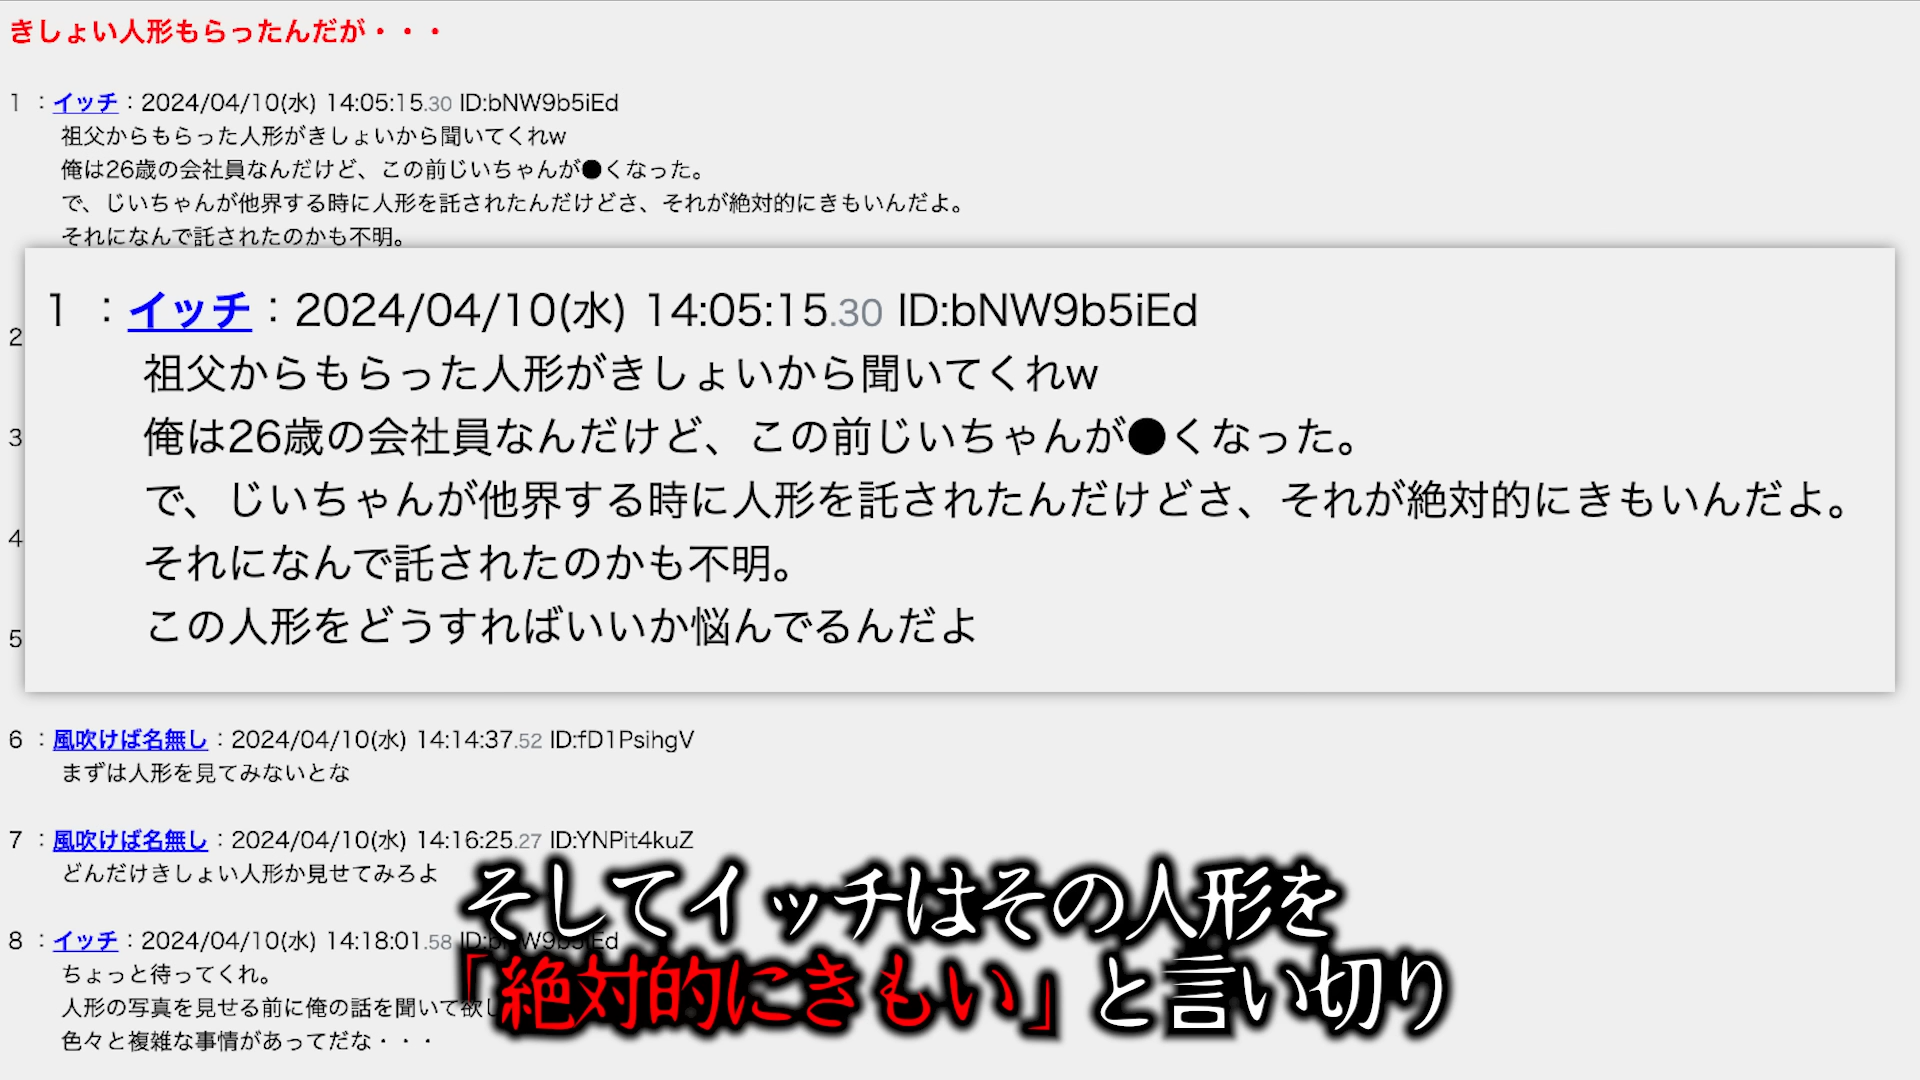 きしょい人形もらったんだが・・・
1 ：イッチ：2024/04/10(水) 14:05:15.30 ID:bNW9b5iEd
祖父からもらった人形がきしょいから聞いてくれw
俺は26歳の会社員なんだけど、この前じいちゃんが●くなった。
で、じいちゃんが他界する時に人形を託されたんだけどさ、それが絶対的にきもいんだよ。
それになんで託されたのかも不明。
1 ：イッチ：2024/04/10(水) 14:05:15.30 ID:bNW9b5iEd
祖父からもらった人形がきしょいから聞いてくれw
俺は26歳の会社員なんだけど、この前じいちゃんが●くなった。
で、じいちゃんが他界する時に人形を託されたんだけどさ、それが絶対的にきもいんだよ。
それになんで託されたのかも不明。
この人形をどうすればいいか悩んでるんだよ
2
3
4
5
6 ：風吹けば名無し：2024/04/10(水) 14:14:37.52 ID:fD1PsihgV
まずは人形を見てみないとな
7 ：風吹けば名無し：2024/04/10(水) 14:16:25.27 ID:YNPit4kuZ
どんだけきしょい人形か見せてみろよ
8 ：イッチ：2024/04/10(水) 14:18:01.58 ID:bNW9b5iEd
ちょっと待ってくれ。
人形の写真を見せる前に俺の話を聞いて欲し
色々と複雑な事情があってだな・・・
そしてイッチはその人形を
「絶対的にきもい」と言い切り